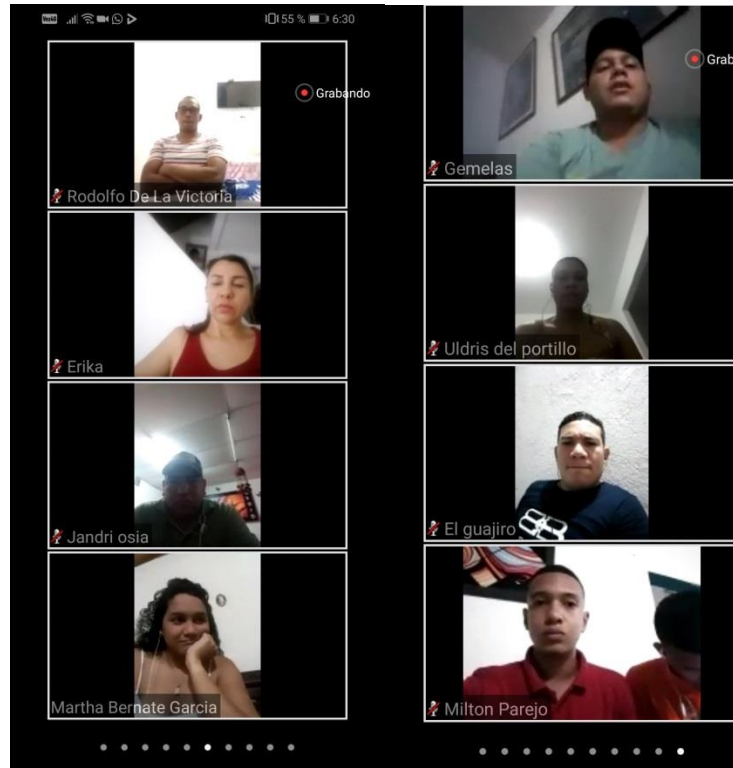 55 % 6:30
Grabando
Rodolfo De La Victoria
Erika
Jandri osia
Martha Bernate Garcia
Grab
Gemelas
Uldris del portillo
El guajiro
Milton Parejo